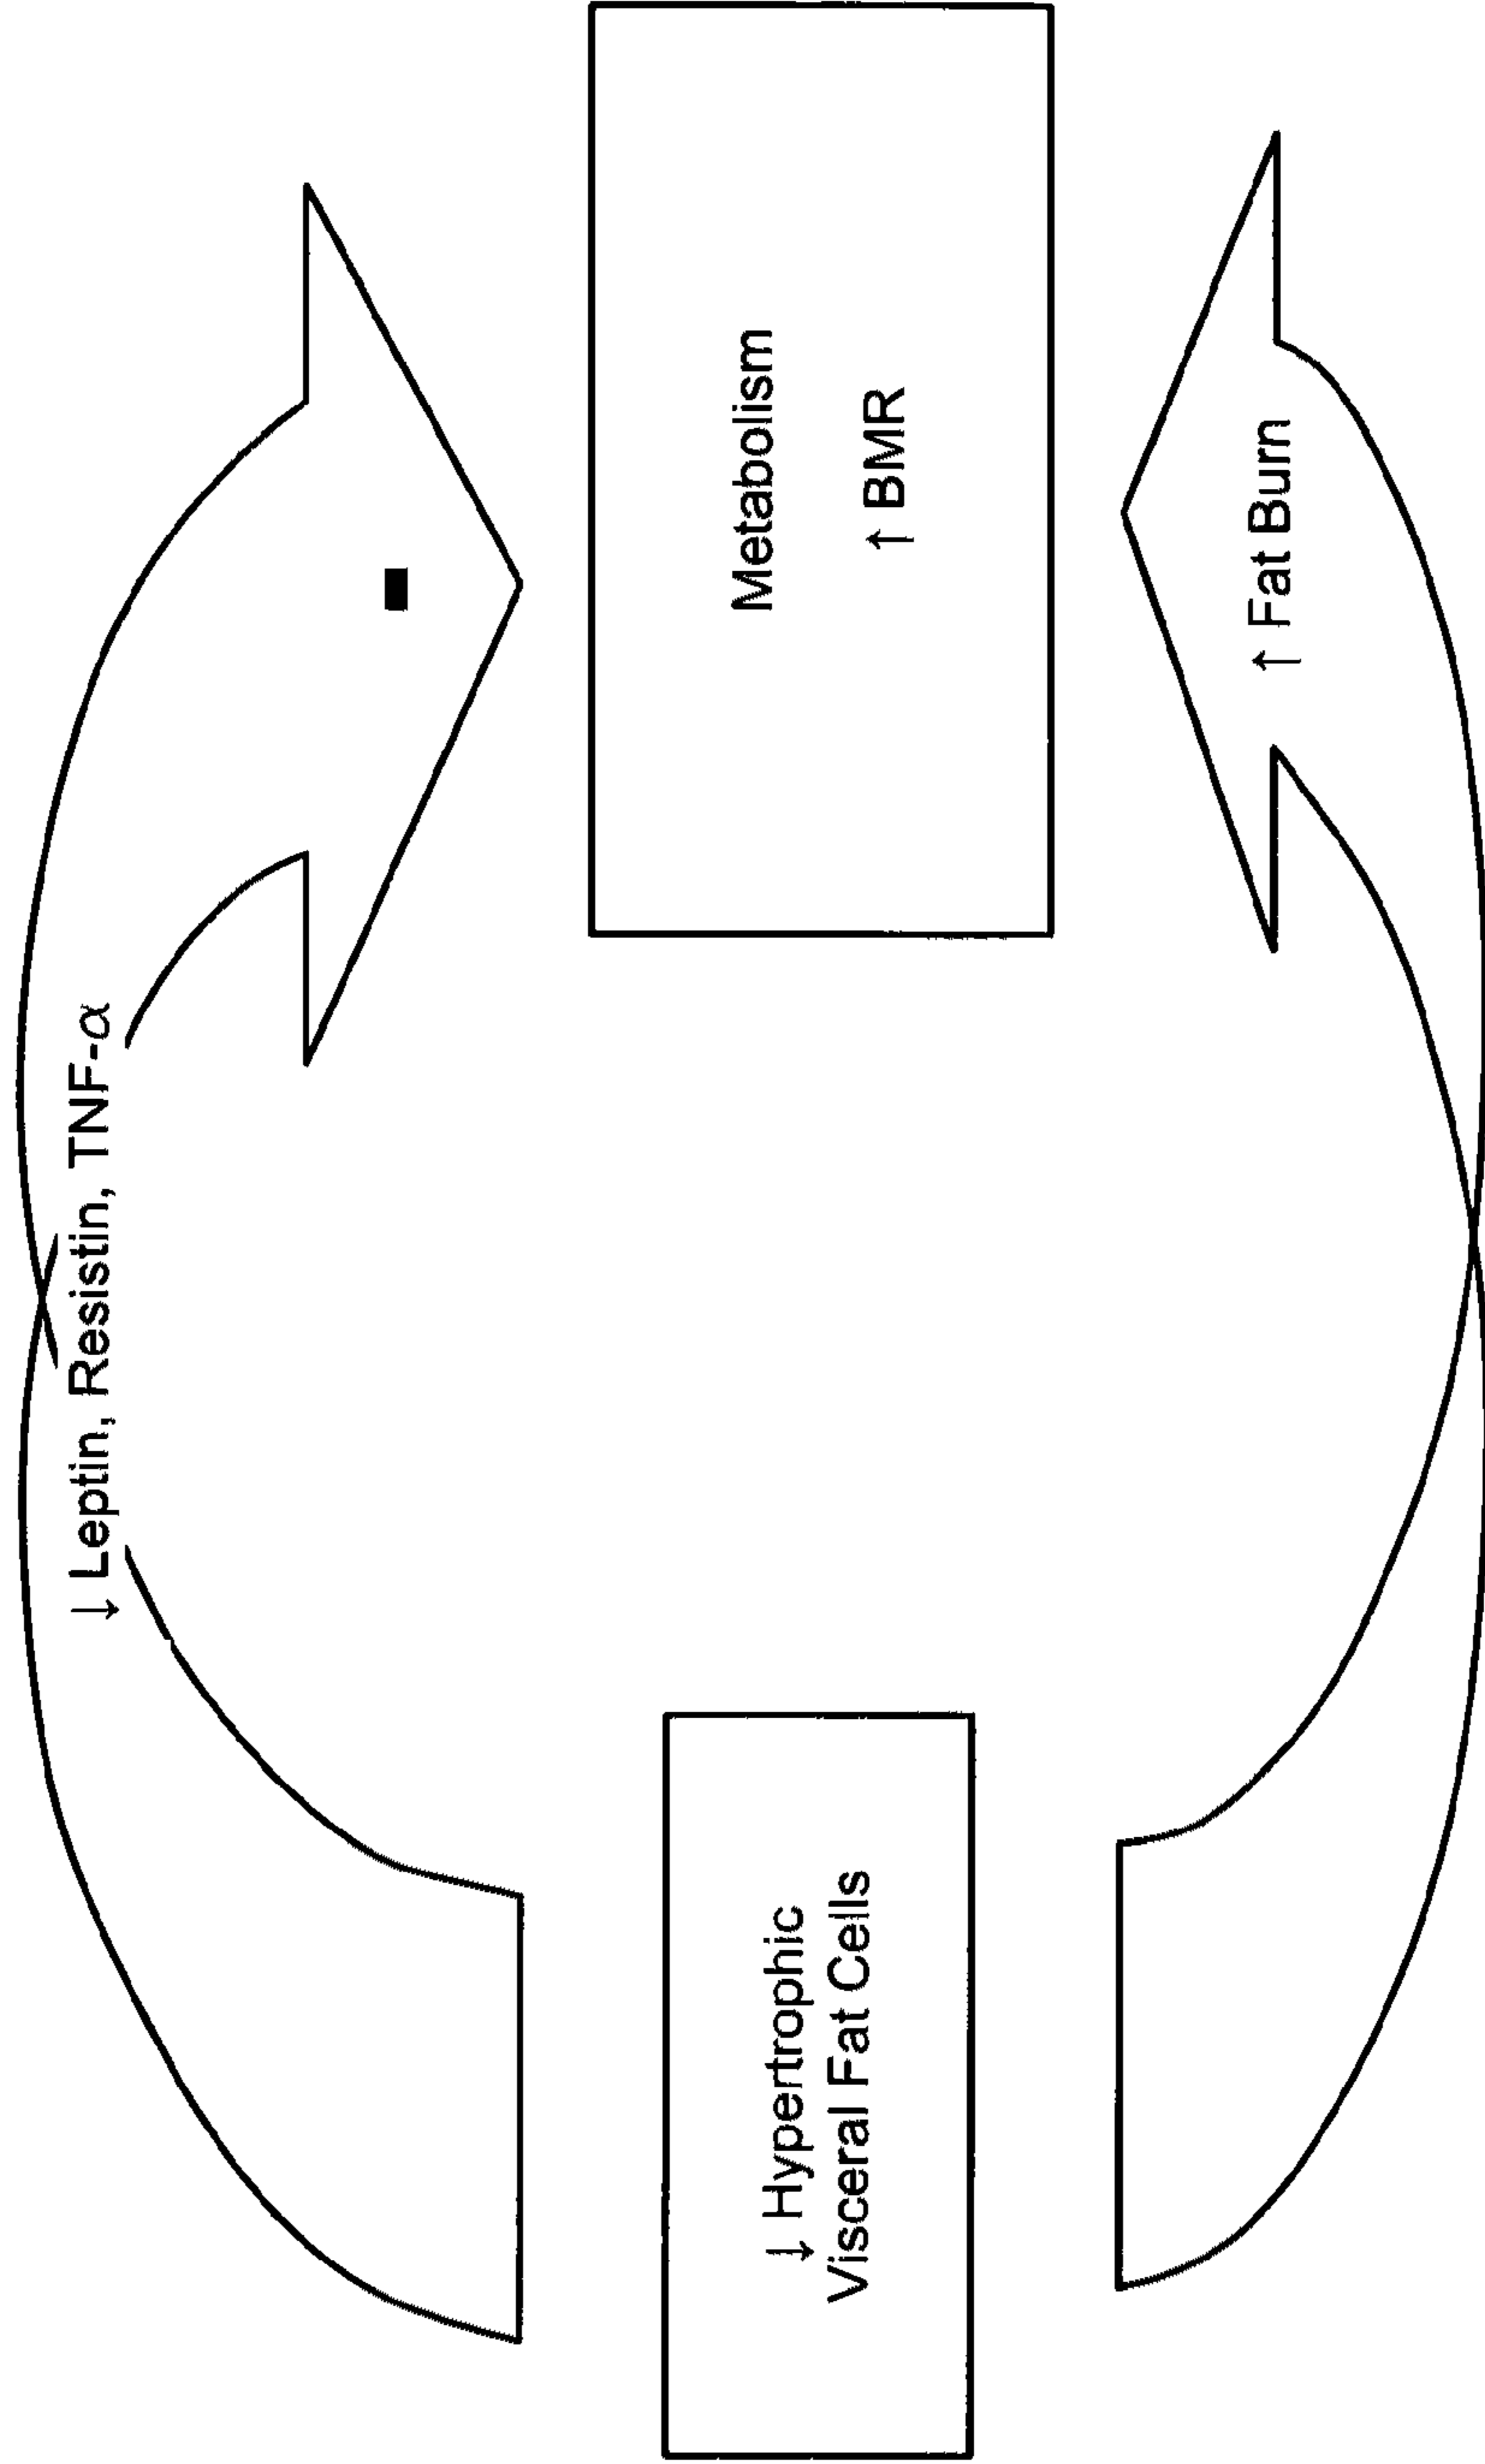 ↓ Leptin, Resistin, TNF-α
Metabolism
↑ BMR
↓ Hypertrophic
Visceral Fat Cells
↑ Fat Burn